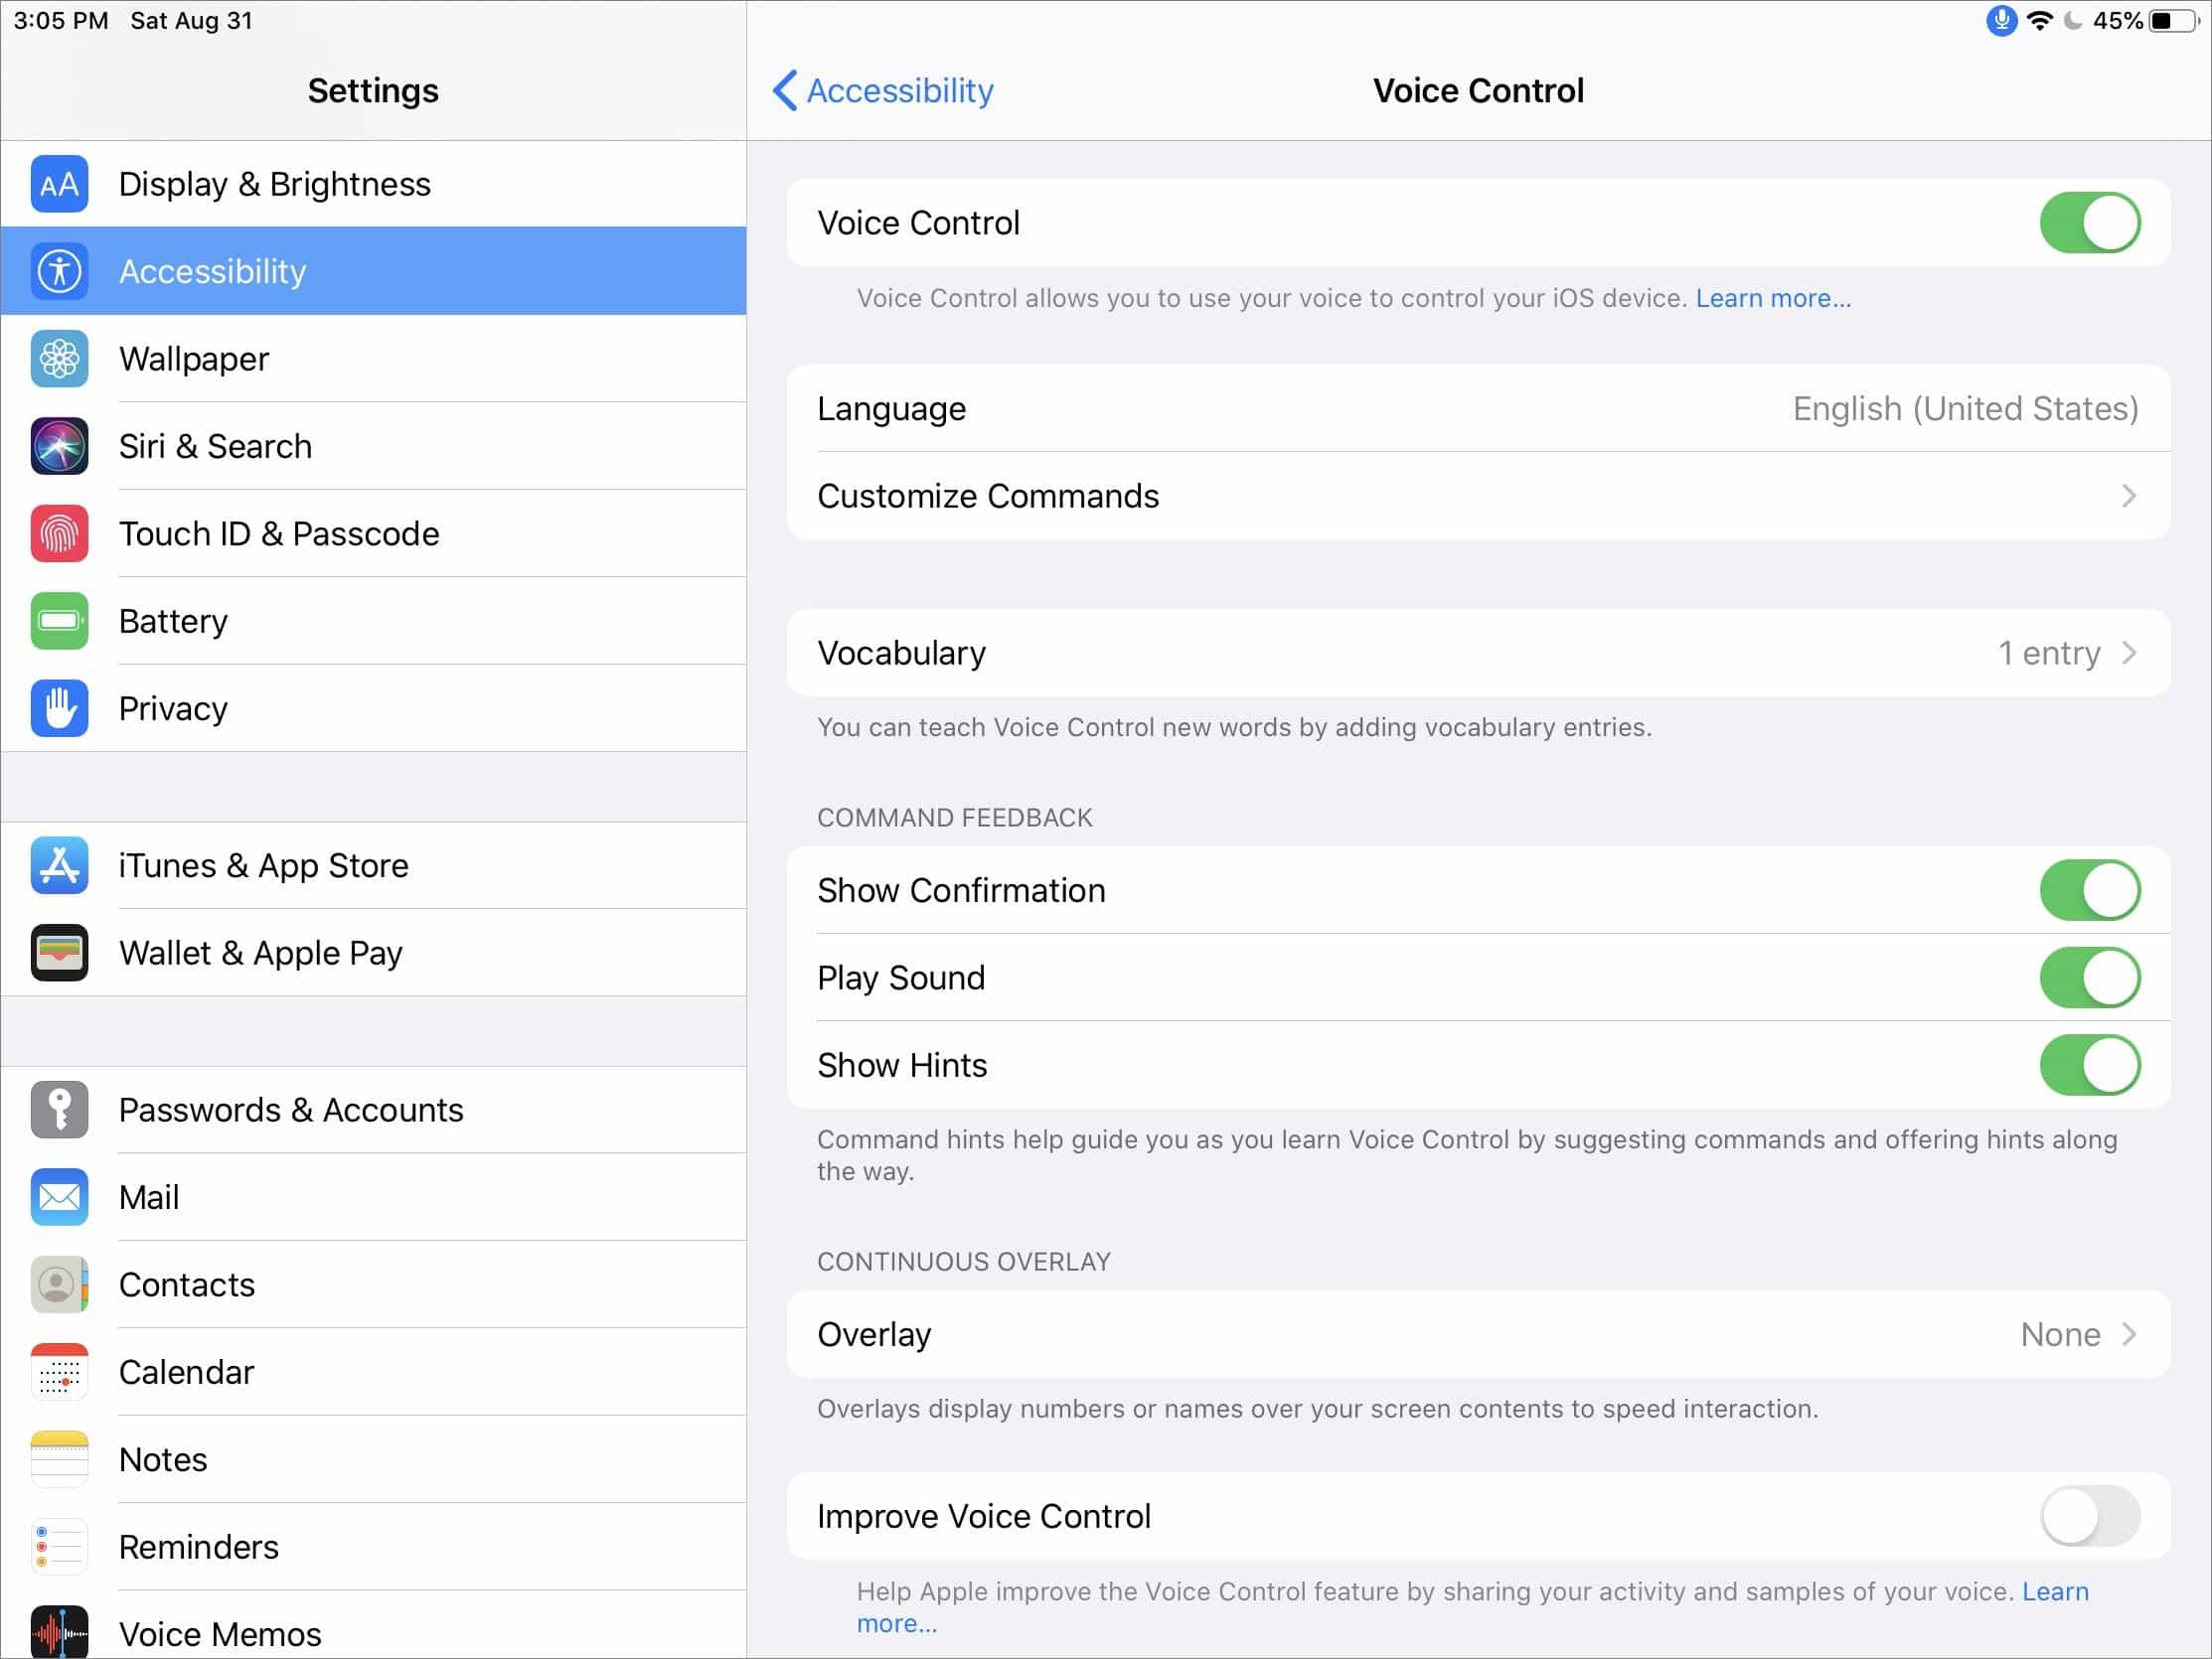 3:05 PM Sat Aug 31
45%
Settings
Display & Brightness
Accessibility
Wallpaper
Siri & Search
Touch ID & Passcode
Battery
Privacy
iTunes & App Store
Wallet & Apple Pay
Passwords & Accounts
Mail
Contacts
Calendar
Notes
Reminders
Voice Memos
Accessibility
Voice Control
Voice Control
Voice Control allows you to use your voice to control your iOS device. Learn more...
Language English (United States)
Customize Commands
Vocabulary 1 entry
You can teach Voice Control new words by adding vocabulary entries.
COMMAND FEEDBACK
Show Confirmation
Play Sound
Show Hints
Command hints help guide you as you learn Voice Control by suggesting commands and offering hints along
the way.
CONTINUOUS OVERLAY
Overlay None
Overlays display numbers or names over your screen contents to speed interaction.
Improve Voice Control
Help Apple improve the Voice Control feature by sharing your activity and samples of your voice. Learn
more...